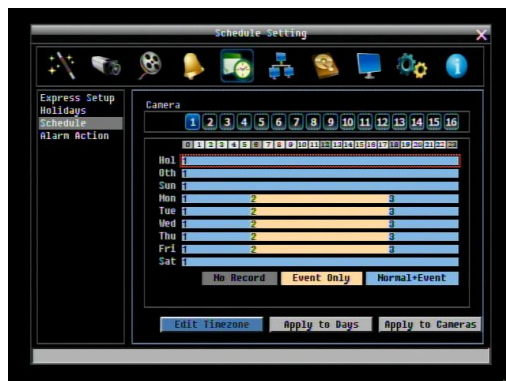 Schedule Setting X
Express Setup
Holidays
Schedule
Alarm Action
Camera
1 2 3 4 5 6 7 8 9 10 11 12 13 14 15 16
0 1 2 3 4 5 6 7 8 9 10 11 12 13 14 15 16 17 18 19 20 21 22 23
Hol 1
Oth 1
Sun 1
Mon 1 2 3
Tue 1 2 3
Wed 1 2 3
Thu 1 2 3
Fri 1 2 3
Sat 1
No Record Event Only Normal+Event
Edit Timezone Apply to Days Apply to Cameras